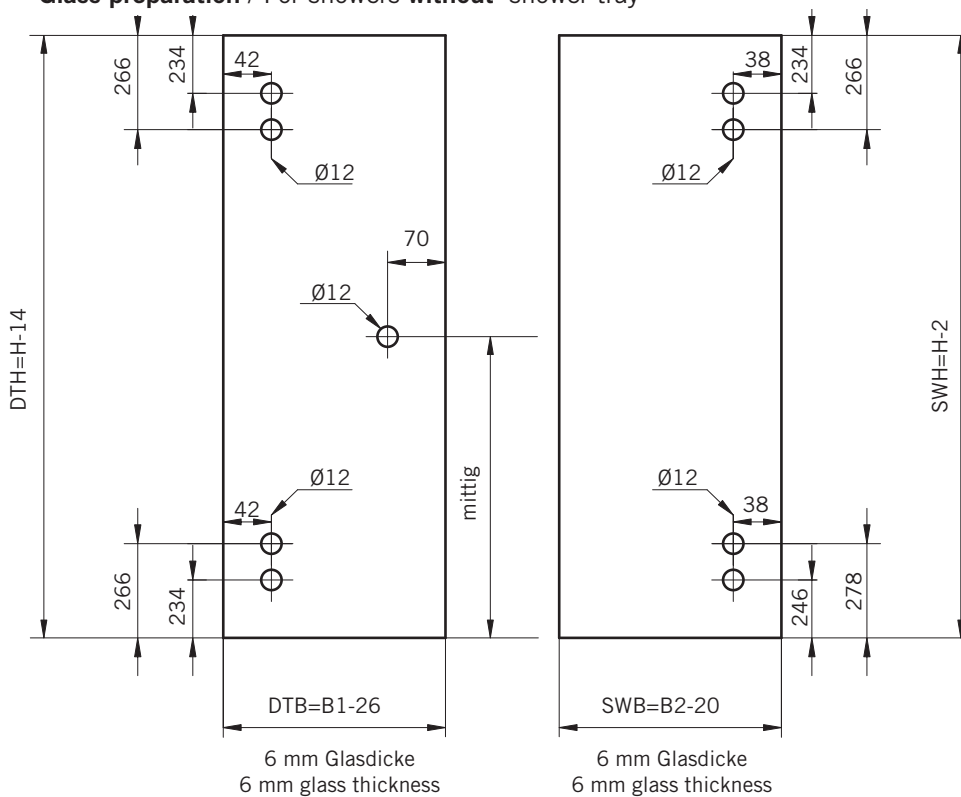 Glass preparation / For showers without shower tray
266
234
42
38
234
266
Ø12
Ø12
70
Ø12
DTH=H-14
SWH=H-2
mittig
Ø12
Ø12
42
38
266
234
246
278
DTB=B1-26
SWB=B2-20
6 mm Glasdicke
6 mm glass thickness
6 mm Glasdicke
6 mm glass thickness